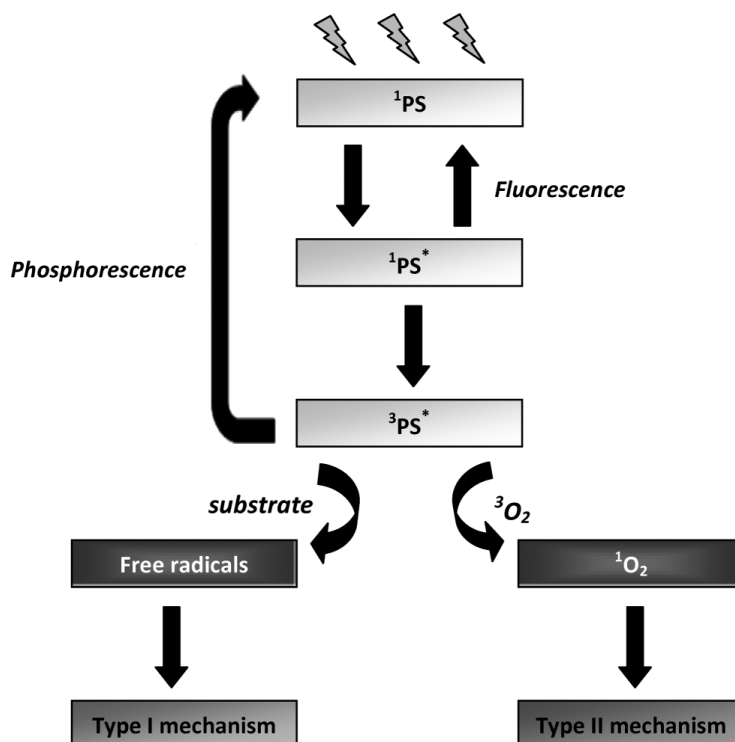 ¹PS
Fluorescence
¹PS*
Phosphorescence
³PS*
substrate
³O₂
Free radicals
¹O₂
Type I mechanism
Type II mechanism